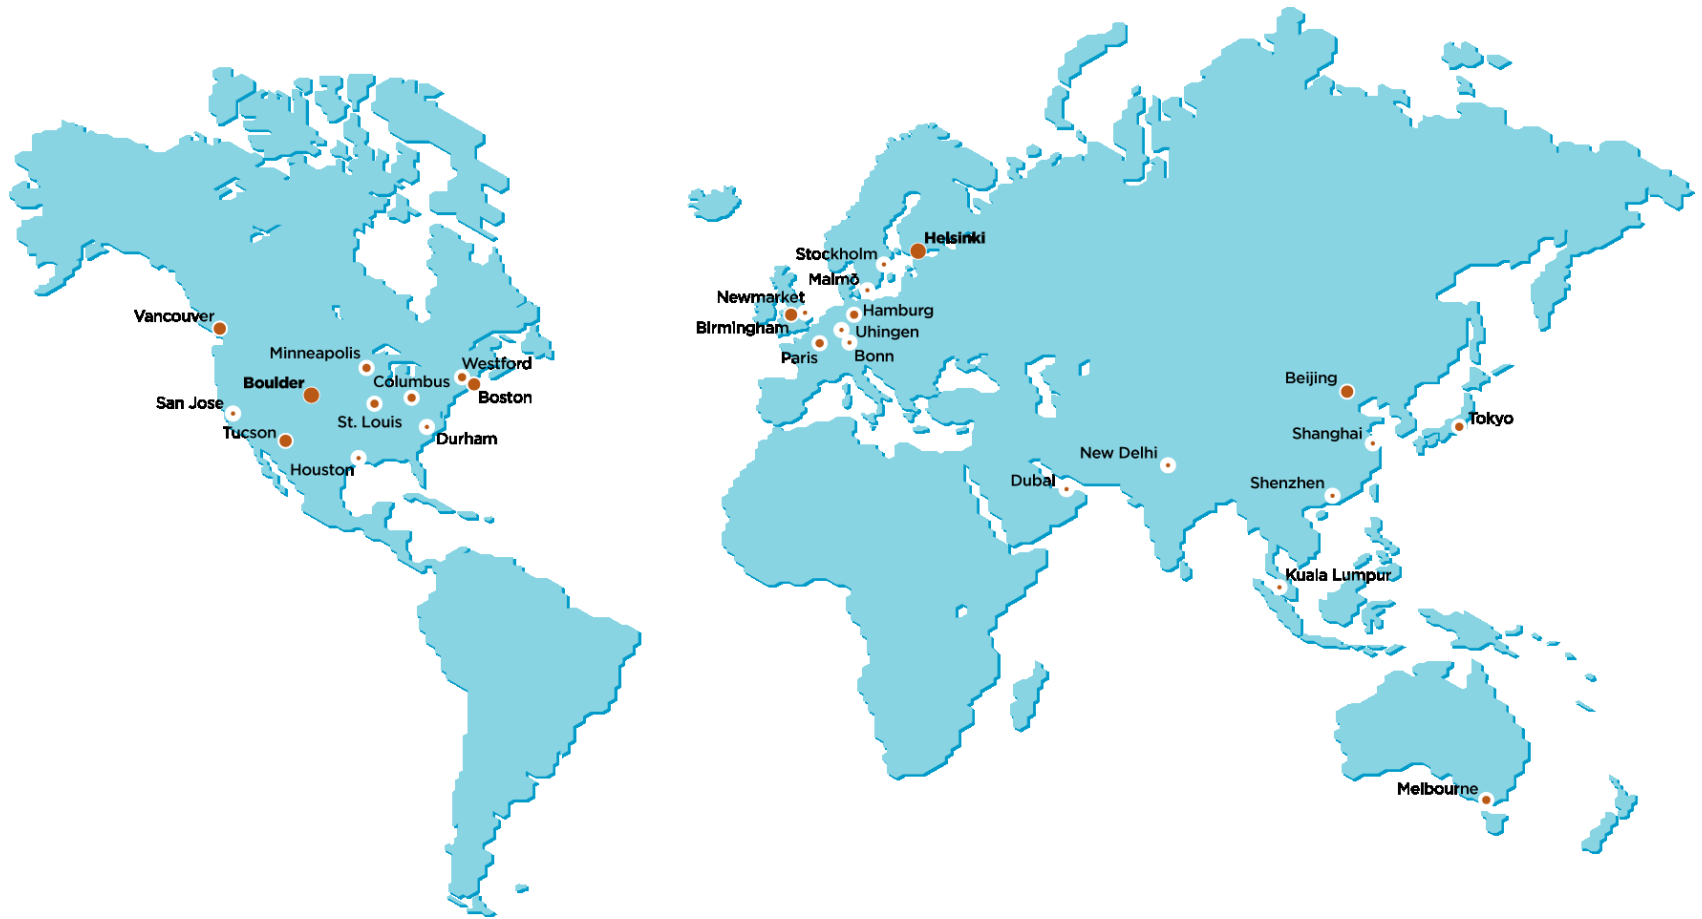 Helsinki
Stockholm
Malmö
Newmarket
Hamburg
Vancouver
Birmingham
Uhingen
Minneapolis
Paris
Bonn
Westford
Boulder
Columbus
Beijing
Boston
San Jose
St. Louis
Tokyo
Tucson
Durham
Shanghai
New Delhi
Houston
Dubai
Shenzhen
Kuala Lumpur
Melbourne